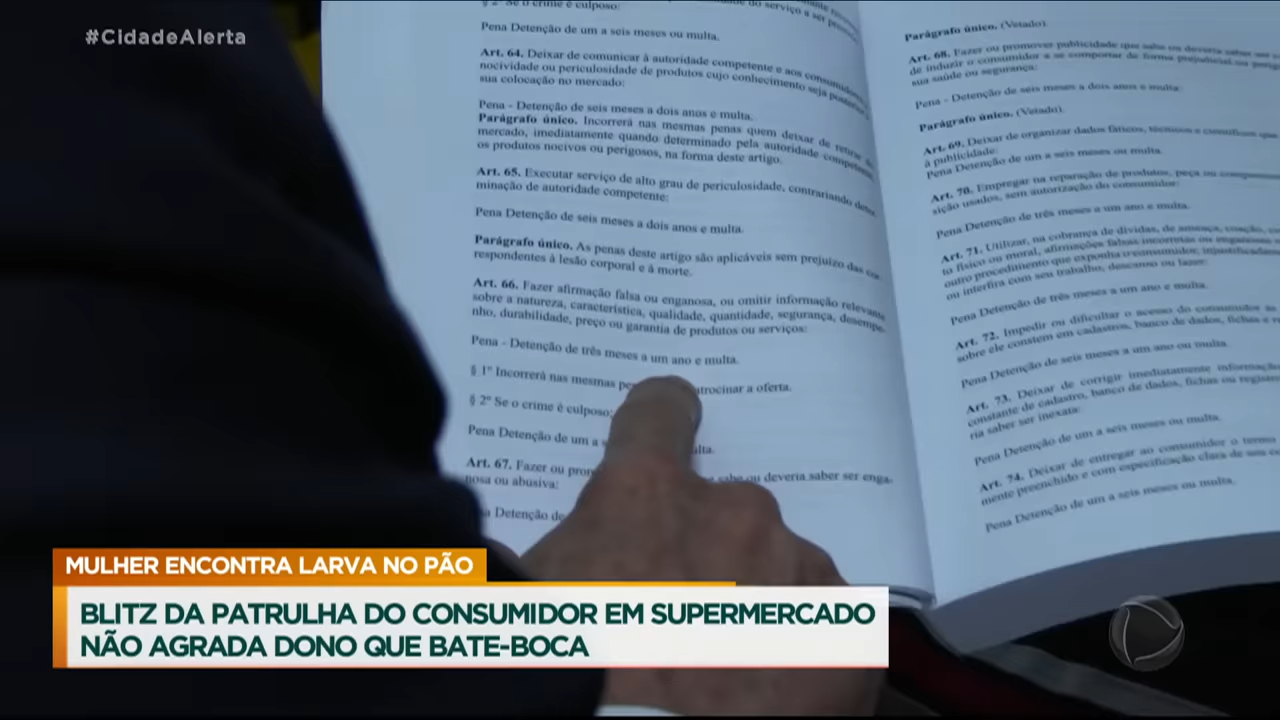 #CidadeAlerta
§ 2º Se o crime é culposo:
Pena Detenção de um a seis meses ou multa.
Art. 64. Deixar de comunicar à autoridade competente e aos
nocividade ou periculosidade de produtos cujo conhecimento seja
sua colocação no mercado:
Pena - Detenção de seis meses a dois anos e multa.
Parágrafo único. Incorrerá nas mesmas penas quem deixar de retirar
mercado, imediatamente quando determinado pela autoridade
os produtos nocivos ou perigosos, na forma deste artigo.
Art. 65. Executar serviço de alto grau de periculosidade, contrariando deter-
minação de autoridade competente:
Pena Detenção de seis meses a dois anos e multa.
Parágrafo único. As penas deste artigo são aplicáveis sem prejuízo das cor-
respondentes à lesão corporal e à morte.
Art. 66. Fazer afirmação falsa ou enganosa, ou omitir informação relevante
sobre a natureza, característica, qualidade, quantidade, segurança, desempe-
nho, durabilidade, preço ou garantia de produtos ou serviços:
Pena - Detenção de três meses a um ano e multa.
§ 1º Incorrerá nas mesmas atrocinar a oferta.
§ 2º Se o crime é culposo:
Pena Detenção de um a lta.
Art. 67. Fazer ou sabe ou deveria saber ser enga-
nosa ou abusiva:
Detenção de
Parágrafo único. (Vetado).
Art. 68. Fazer ou promover publicidade que sabe ou deveria saber ser
de induzir o consumidor a se comportar de forma prejudicial ou
sua saúde ou segurança:
Pena - Detenção de seis meses a dois anos e multa.
Parágrafo único. (Vetado).
Art. 69. Deixar de organizar dados fáticos, técnicos e científicos que
à publicidade:
Pena Detenção de um a seis meses ou multa.
Art. 70. Empregar na reparação de produtos, peça ou
sição usados, sem autorização do consumidor:
Pena Detenção de três meses a um ano e multa.
Art. 71. Utilizar, na cobrança de dívidas, de ameaça, coação,
to físico ou moral, afirmações falsas incorretas ou enganosas
outro procedimento que exponha o consumidor,
ou interfira com seu trabalho, descanso ou lazer:
Pena Detenção de três meses a um ano e multa.
Art. 72. Impedir ou dificultar o acesso do consumidor às
sobre ele constem em cadastros, banco de dados, fichas e
Pena Detenção de seis meses a um ano ou multa.
Art. 73. Deixar de corrigir imediatamente informação
constante de cadastro, banco de dados, fichas ou
ria saber ser inexata:
Pena Detenção de um a seis meses ou multa.
Art. 74. Deixar de entregar ao consumidor o termo
mente preenchido e com especificação clara de seu
Pena Detenção de um a seis meses ou multa.
MULHER ENCONTRA LARVA NO PÃO
BLITZ DA PATRULHA DO CONSUMIDOR EM SUPERMERCADO
NÃO AGRADA DONO QUE BATE-BOCA